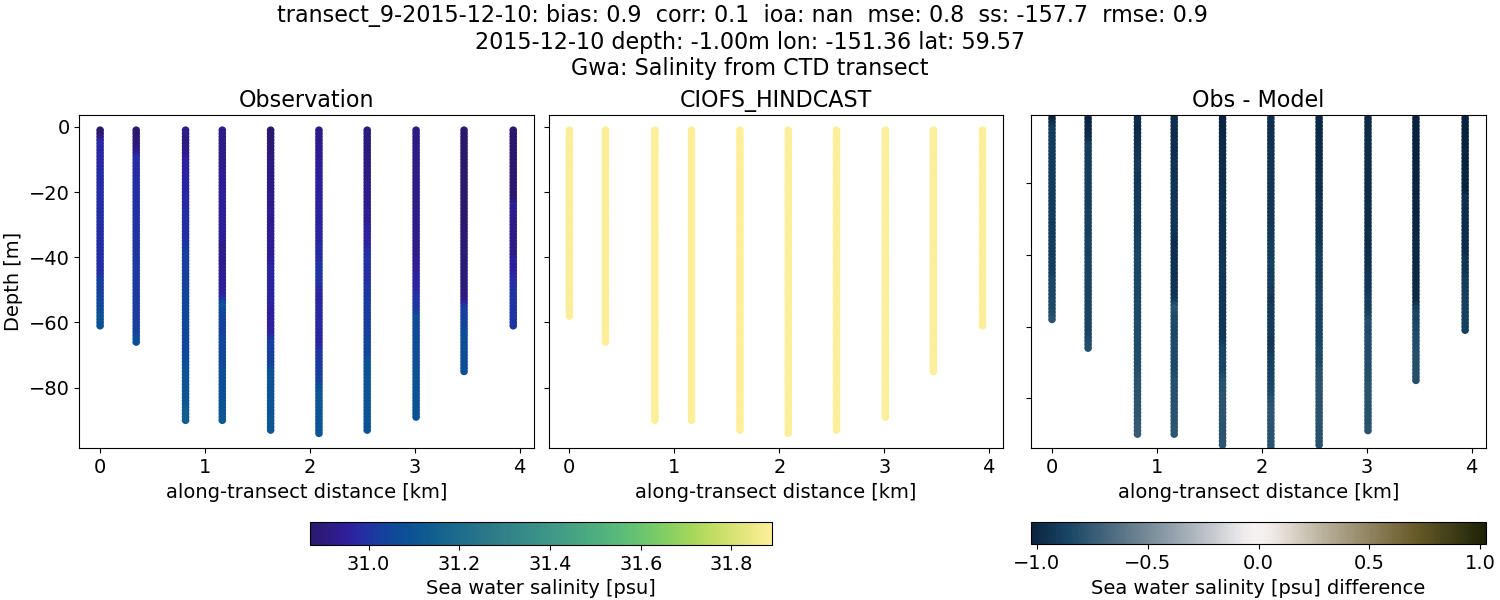 transect_9-2015-12-10: bias: 0.9  corr: 0.1  ioa: nan  mse: 0.8  ss: -157.7  rmse: 0.9
2015-12-10 depth: -1.00m lon: -151.36 lat: 59.57
Gwa: Salinity from CTD transect
Observation
CIOFS_HINDCAST
Obs - Model
Depth [m]
0
−20
−40
−60
−80
0 1 2 3 4
0 1 2 3 4
0 1 2 3 4
along-transect distance [km]
along-transect distance [km]
along-transect distance [km]
31.0 31.2 31.4 31.6 31.8
Sea water salinity [psu]
−1.0 −0.5 0.0 0.5 1.0
Sea water salinity [psu] difference